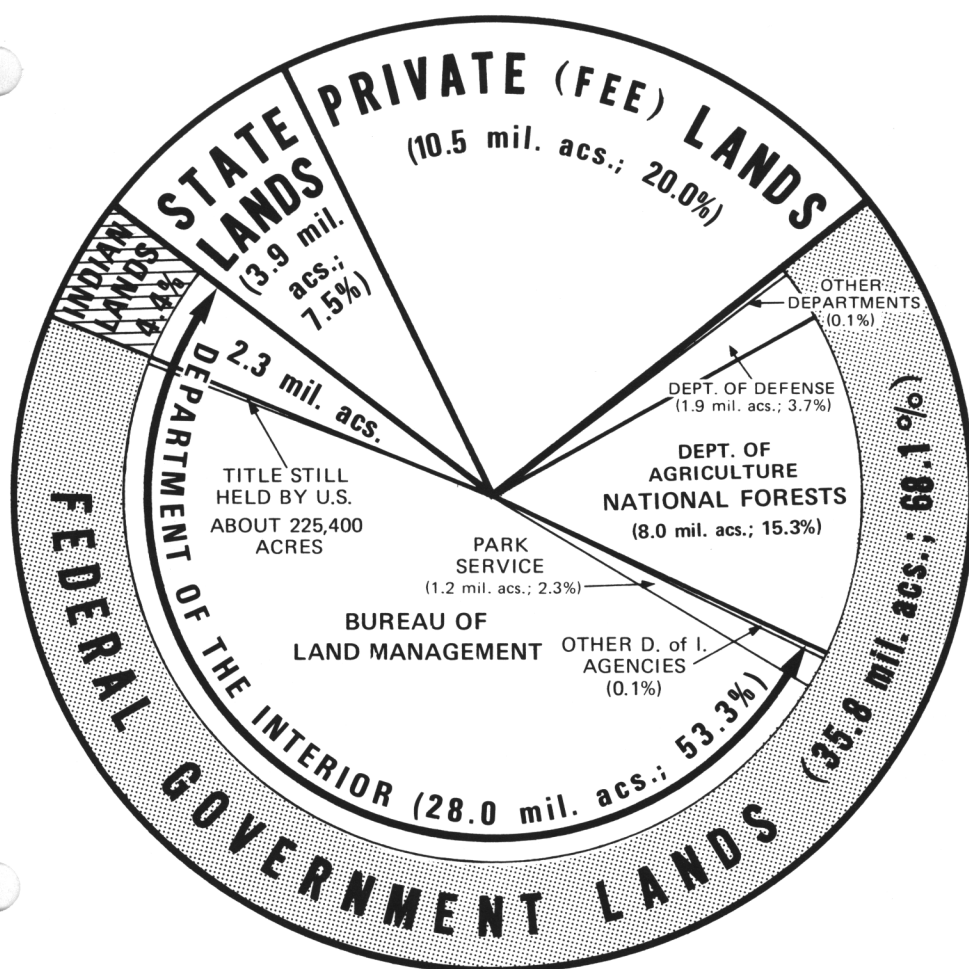 PRIVATE (FEE) LANDS
(10.5 mil. acs.; 20.0%)
STATE
LANDS
(3.9 mil.
acs.;
7.5%)
INDIAN
LANDS
4.4%
2.3 mil. acs.
TITLE STILL
HELD BY U.S.
ABOUT 225,400
ACRES
OTHER
DEPARTMENTS
(0.1%)
DEPT. OF DEFENSE
(1.9 mil. acs.; 3.7%)
DEPT. OF
AGRICULTURE
NATIONAL FORESTS
(8.0 mil. acs.; 15.3%)
PARK
SERVICE
(1.2 mil. acs.; 2.3%)
BUREAU OF
LAND MANAGEMENT
OTHER D. of I.
AGENCIES
(0.1%)
DEPARTMENT OF THE INTERIOR (28.0 mil. acs.; 53.3%)
FEDERAL GOVERNMENT LANDS (35.8 mil. acs.; 68.1%)